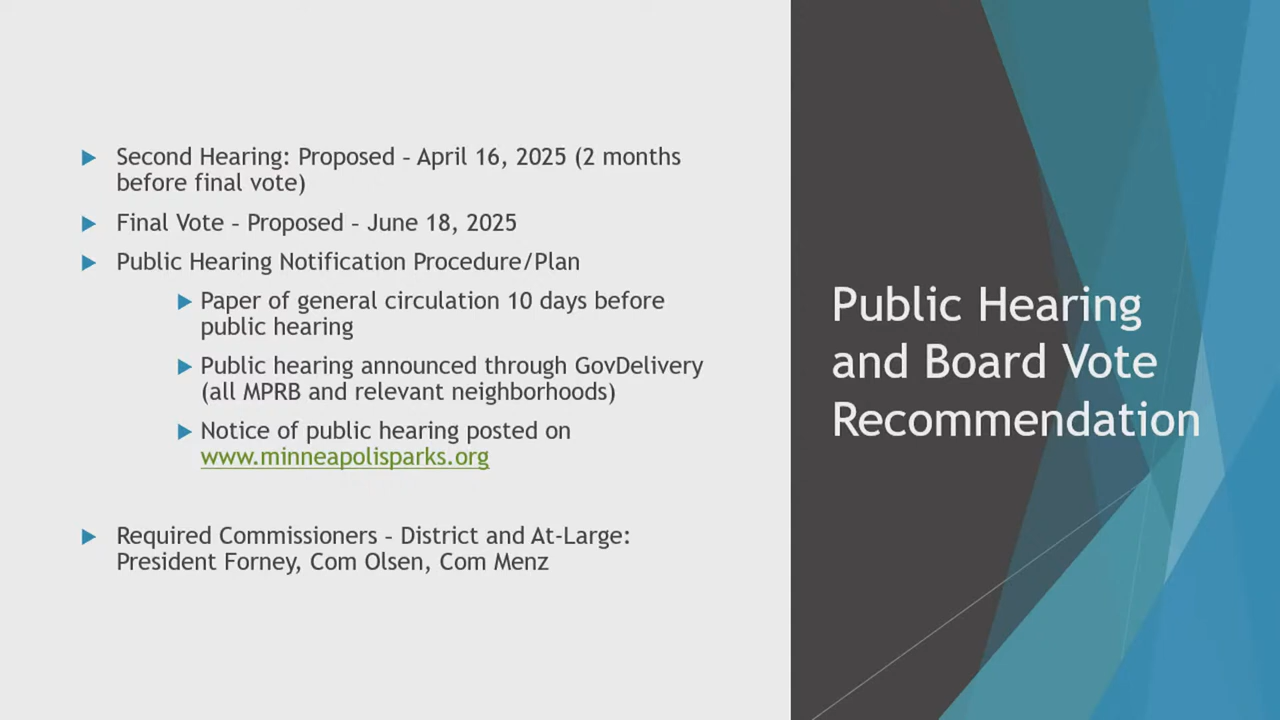 Second Hearing: Proposed – April 16, 2025 (2 months
before final vote)
Final Vote – Proposed – June 18, 2025
Public Hearing Notification Procedure/Plan
Paper of general circulation 10 days before
public hearing
Public hearing announced through GovDelivery
(all MPRB and relevant neighborhoods)
Notice of public hearing posted on
www.minneapolisparks.org
Required Commissioners – District and At-Large:
President Forney, Com Olsen, Com Menz
Public Hearing
and Board Vote
Recommendation